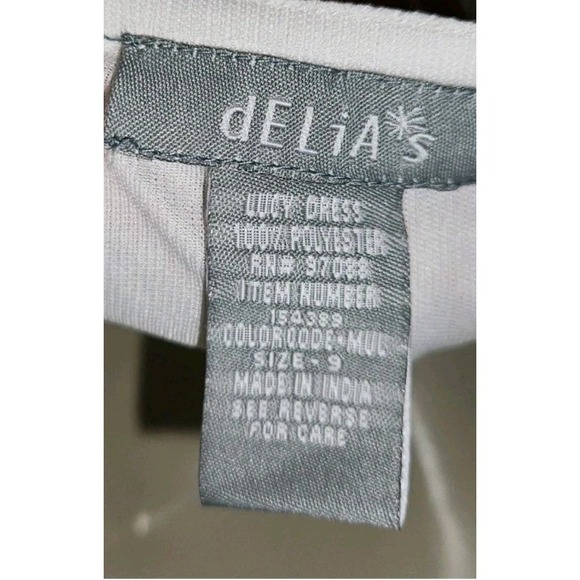 dELiA*s
LUCY DRESS
100% POLYESTER
RN# 97088
ITEM NUMBER
154389
COLORCODE-MUL
SIZE - 9
MADE IN INDIA
SEE REVERSE
FOR CARE